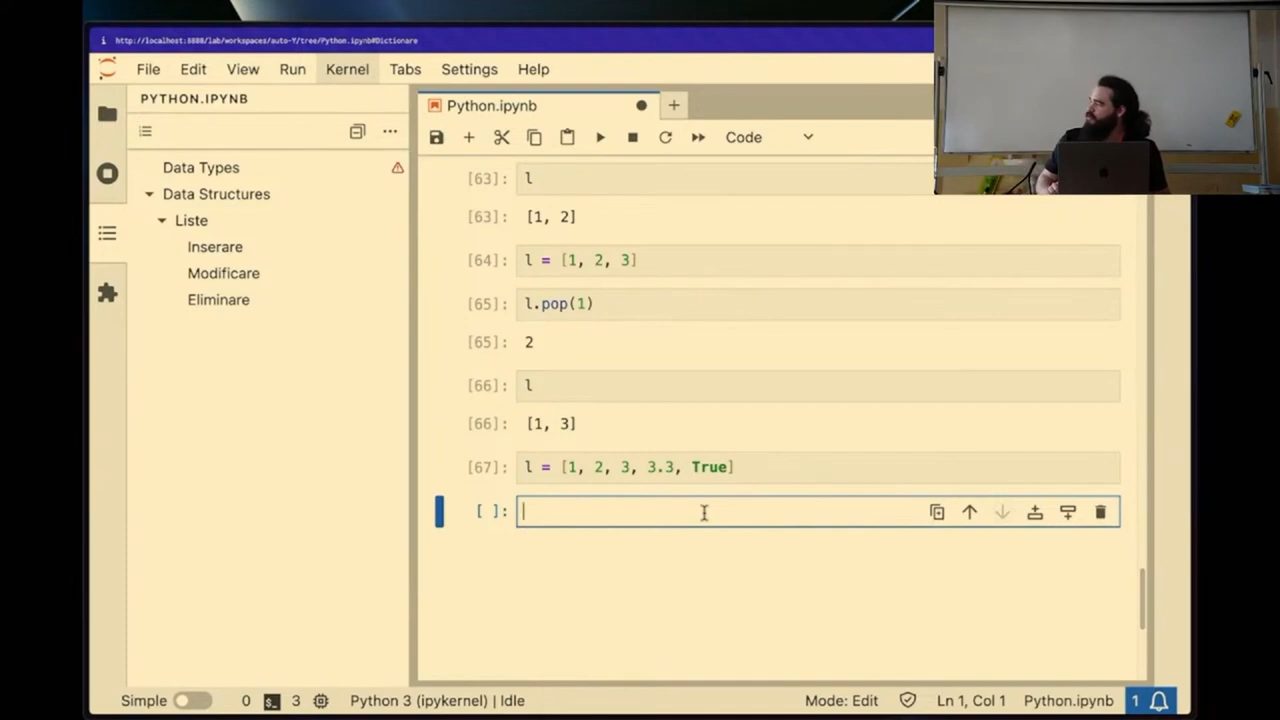 http://localhost:8888/lab/workspaces/auto-Y/tree/Python.ipynb#Dictionare
File Edit View Run Kernel Tabs Settings Help
PYTHON.IPYNB
Python.ipynb
Code
Data Types
Data Structures
Liste
Inserare
Modificare
Eliminare
[63]: l
[63]: [1, 2]
[64]: l = [1, 2, 3]
[65]: l.pop(1)
[65]: 2
[66]: l
[66]: [1, 3]
[67]: l = [1, 2, 3, 3.3, True]
[ ]:
Simple 0 3 Python 3 (ipykernel) | Idle Mode: Edit Ln 1, Col 1 Python.ipynb 1